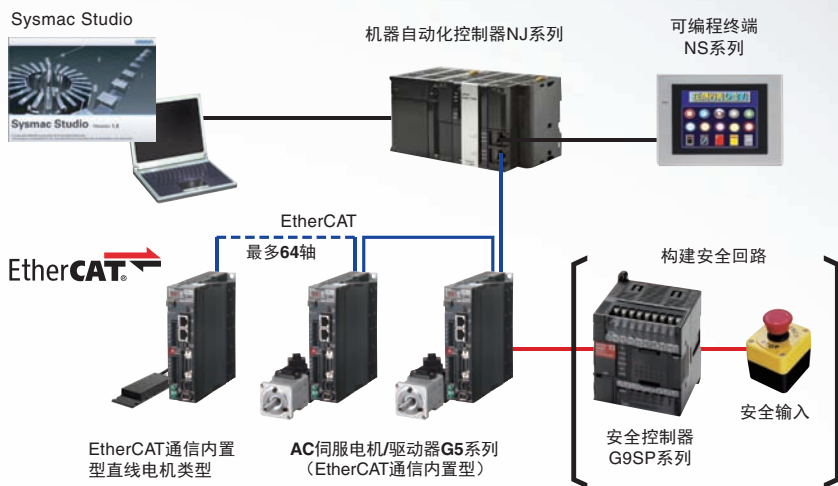 Sysmac Studio
机器自动化控制器NJ系列
可编程终端
NS系列
Sysmac Studio Version 1.0
EtherCAT
最多64轴
EtherCAT®
构建安全回路
安全输入
EtherCAT通信内置
型直线电机类型
AC伺服电机/驱动器G5系列
（EtherCAT通信内置型）
安全控制器
G9SP系列